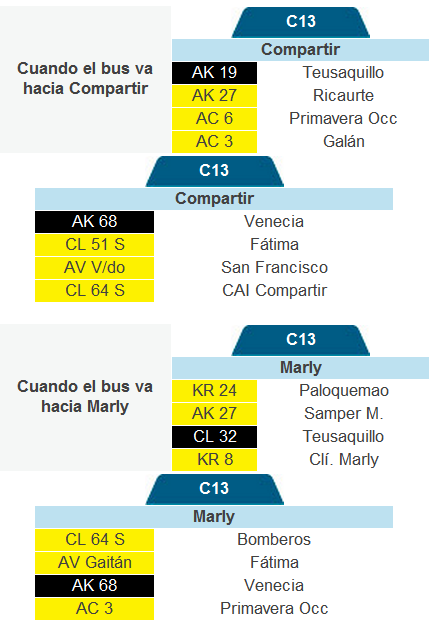 C13
Compartir
Cuando el bus va
hacia Compartir
AK 19 Teusaquillo
AK 27 Ricaurte
AC 6 Primavera Occ
AC 3 Galán
C13
Compartir
AK 68 Venecia
CL 51 S Fátima
AV V/do San Francisco
CL 64 S CAI Compartir
C13
Marly
Cuando el bus va
hacia Marly
KR 24 Paloquemao
AK 27 Samper M.
CL 32 Teusaquillo
KR 8 Clí. Marly
C13
Marly
CL 64 S Bomberos
AV Gaitán Fátima
AK 68 Venecia
AC 3 Primavera Occ